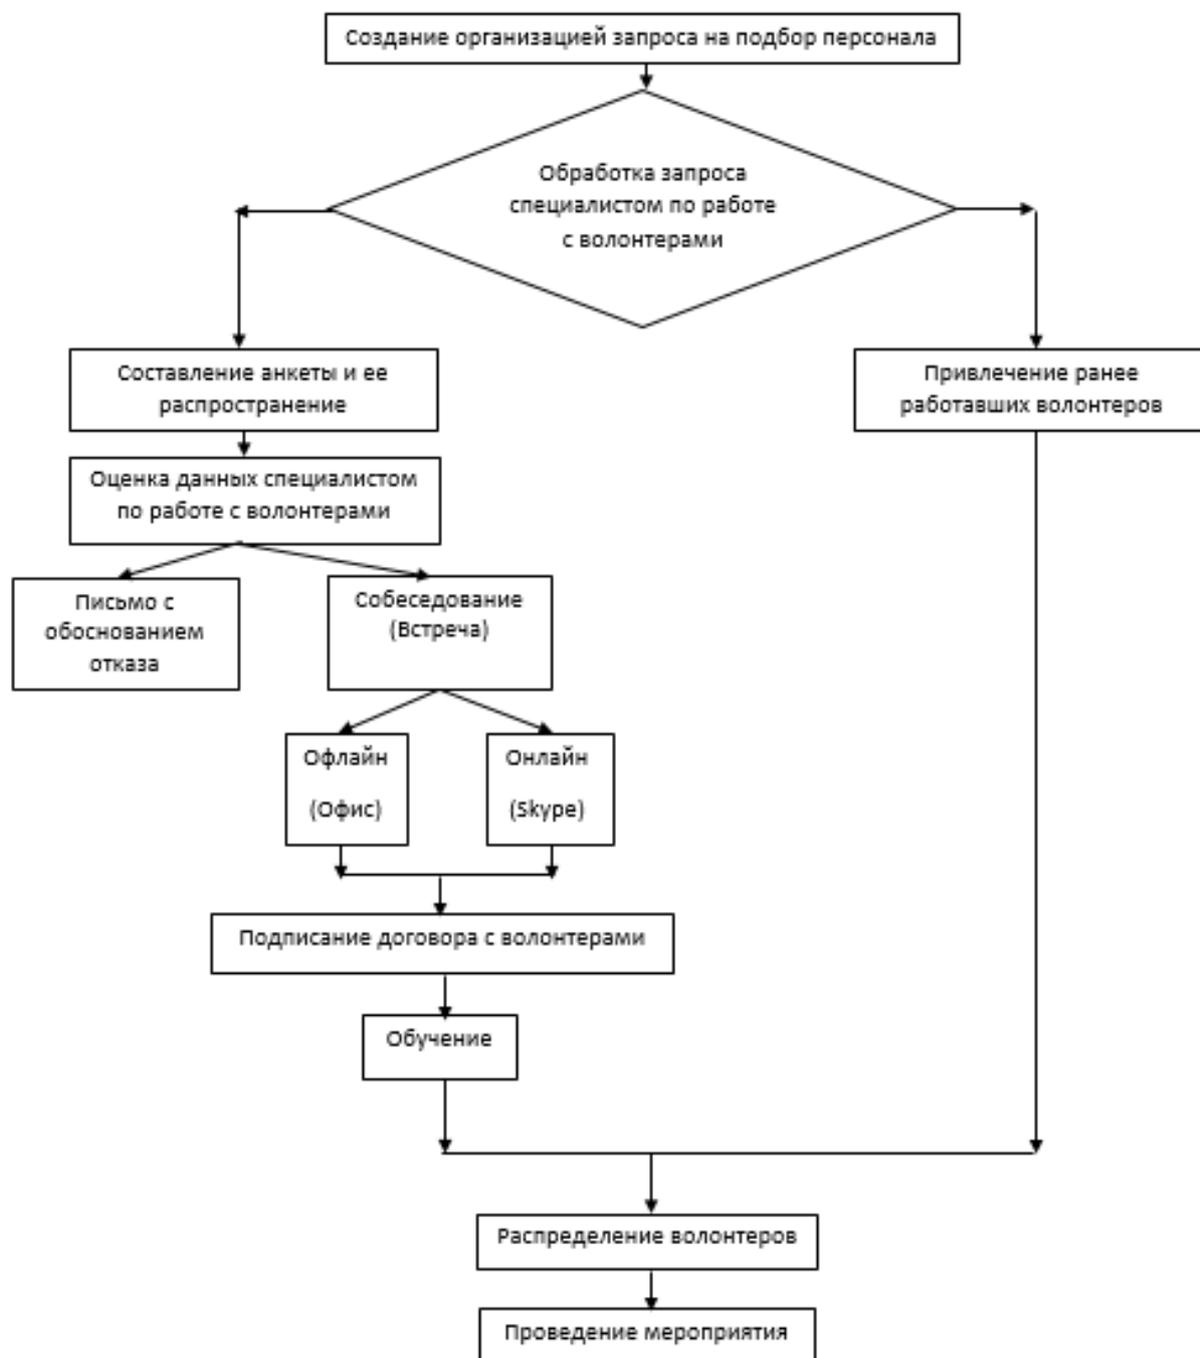 Создание организацией запроса на подбор персонала
Обработка запроса
специалистом по работе
с волонтерами
Составление анкеты и ее
распространение
Привлечение ранее
работавших волонтеров
Оценка данных специалистом
по работе с волонтерами
Письмо с
обоснованием
отказа
Собеседование
(Встреча)
Офлайн
(Офис)
Онлайн
(Skype)
Подписание договора с волонтерами
Обучение
Распределение волонтеров
Проведение мероприятия